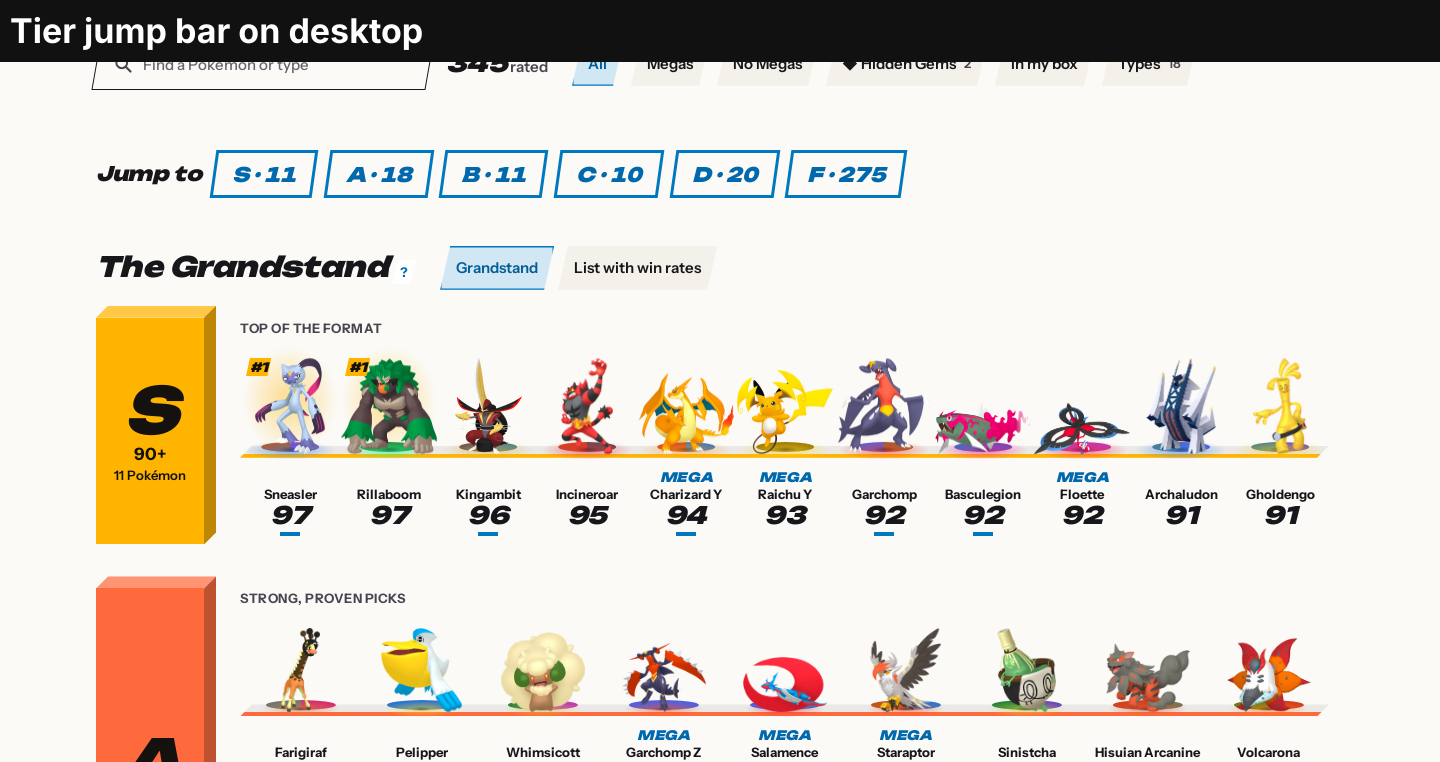 Tier jump bar on desktop
Find a Pokémon or type
345 rated
All
Megas
No Megas
Hidden Gems 2
In my box
Types 18
Jump to
S·11
A·18
B·11
C·10
D·20
F·275
The Grandstand ?
Grandstand
List with win rates
S
90+
11 Pokémon
TOP OF THE FORMAT
#1
#1
MEGA
MEGA
MEGA
Sneasler
Rillaboom
Kingambit
Incineroar
Charizard Y
Raichu Y
Garchomp
Basculegion
Floette
Archaludon
Gholdengo
97
97
96
95
94
93
92
92
92
91
91
A
STRONG, PROVEN PICKS
MEGA
MEGA
MEGA
Farigiraf
Pelipper
Whimsicott
Garchomp Z
Salamence
Staraptor
Sinistcha
Hisuian Arcanine
Volcarona